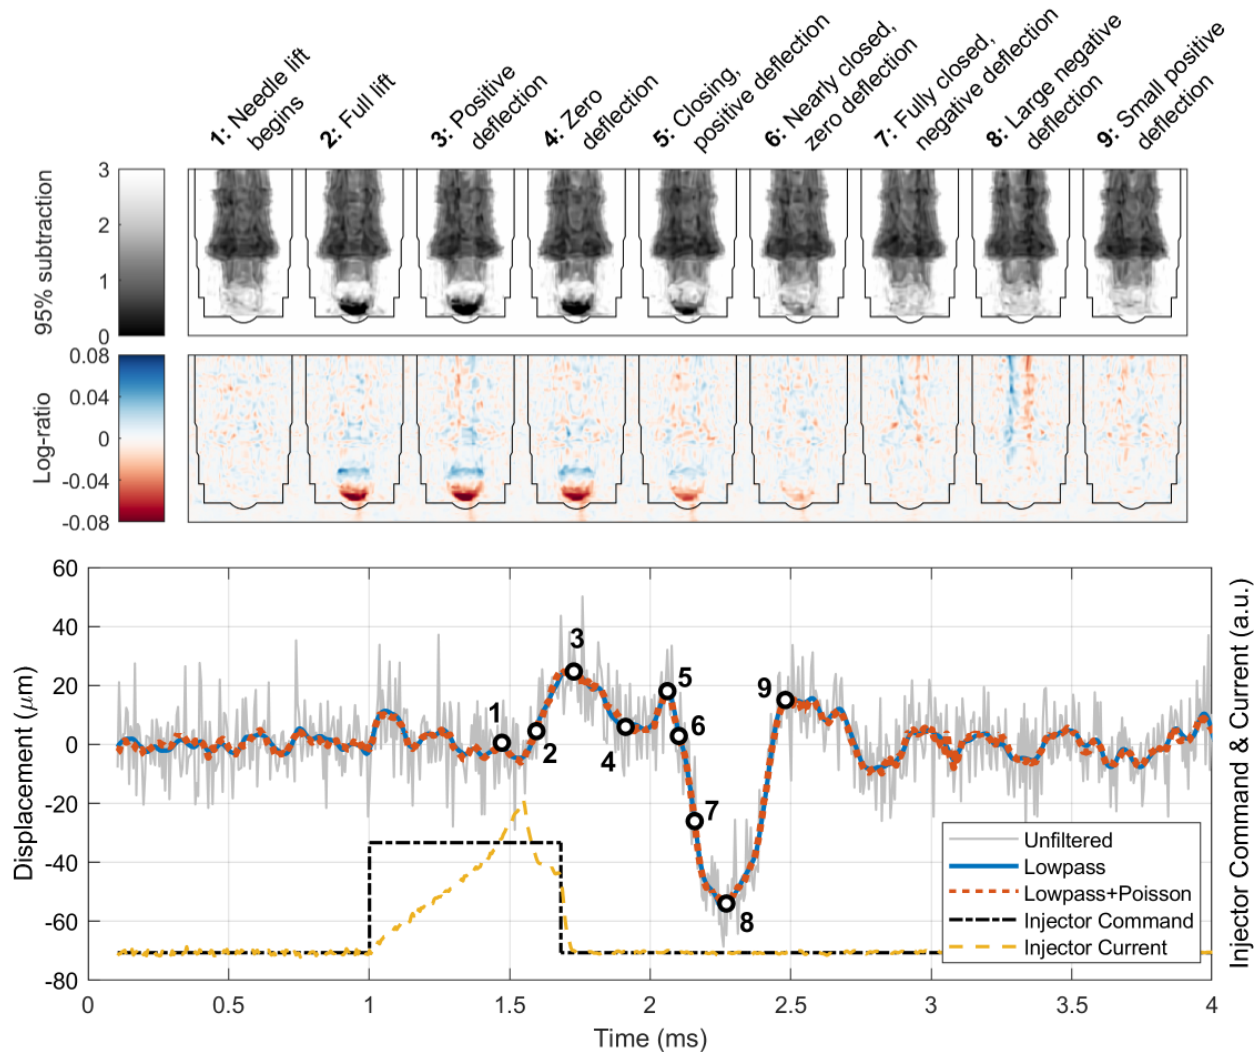 1: Needle lift
begins
2: Full lift
3: Positive
deflection
4: Zero
deflection
5: Closing,
positive deflection
6: Nearly closed,
zero deflection
7: Fully closed,
negative deflection
8: Large negative
deflection
9: Small positive
deflection
95% subtraction
3
2
1
0
Log-ratio
0.08
0.04
0
-0.04
-0.08
Displacement (μm)
60
40
20
0
-20
-40
-60
-80
1
2
3
4
5
6
7
8
9
Unfiltered
Lowpass
Lowpass+Poisson
Injector Command
Injector Current
Injector Command & Current (a.u.)
0
0.5
1
1.5
2
2.5
3
3.5
4
Time (ms)